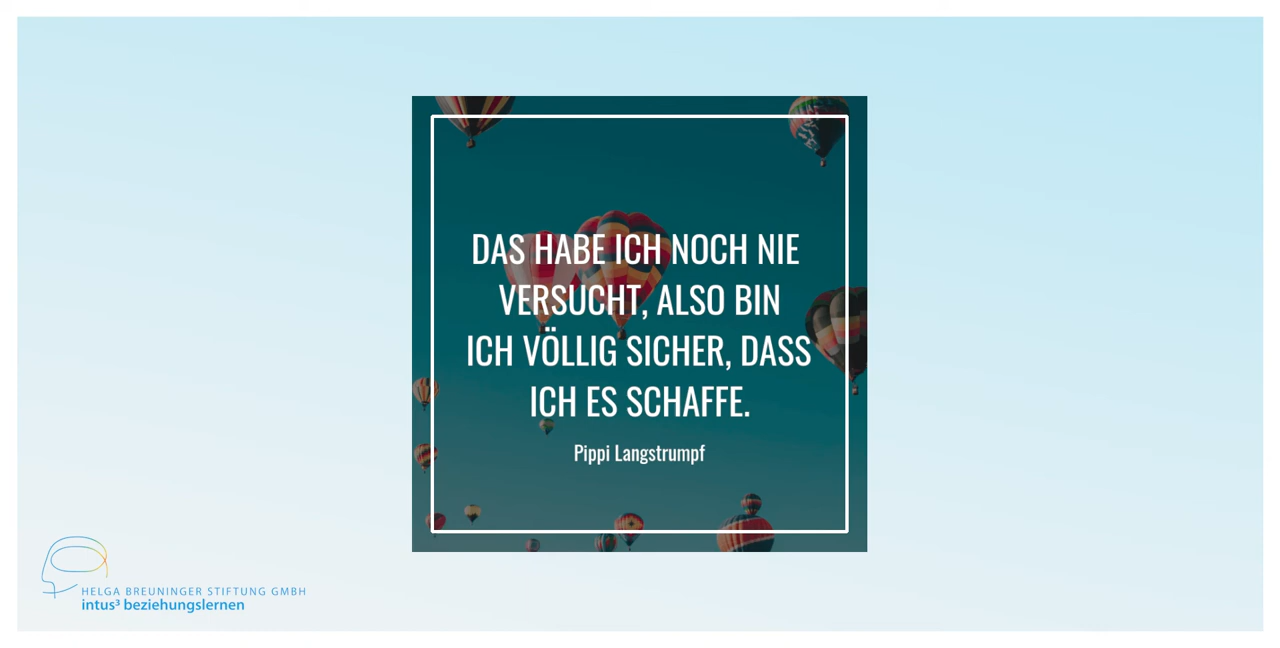 DAS HABE ICH NOCH NIE
VERSUCHT, ALSO BIN
ICH VÖLLIG SICHER, DASS
ICH ES SCHAFFE.
Pippi Langstrumpf
HELGA BREUNINGER STIFTUNG GMBH
intus³ beziehungslernen